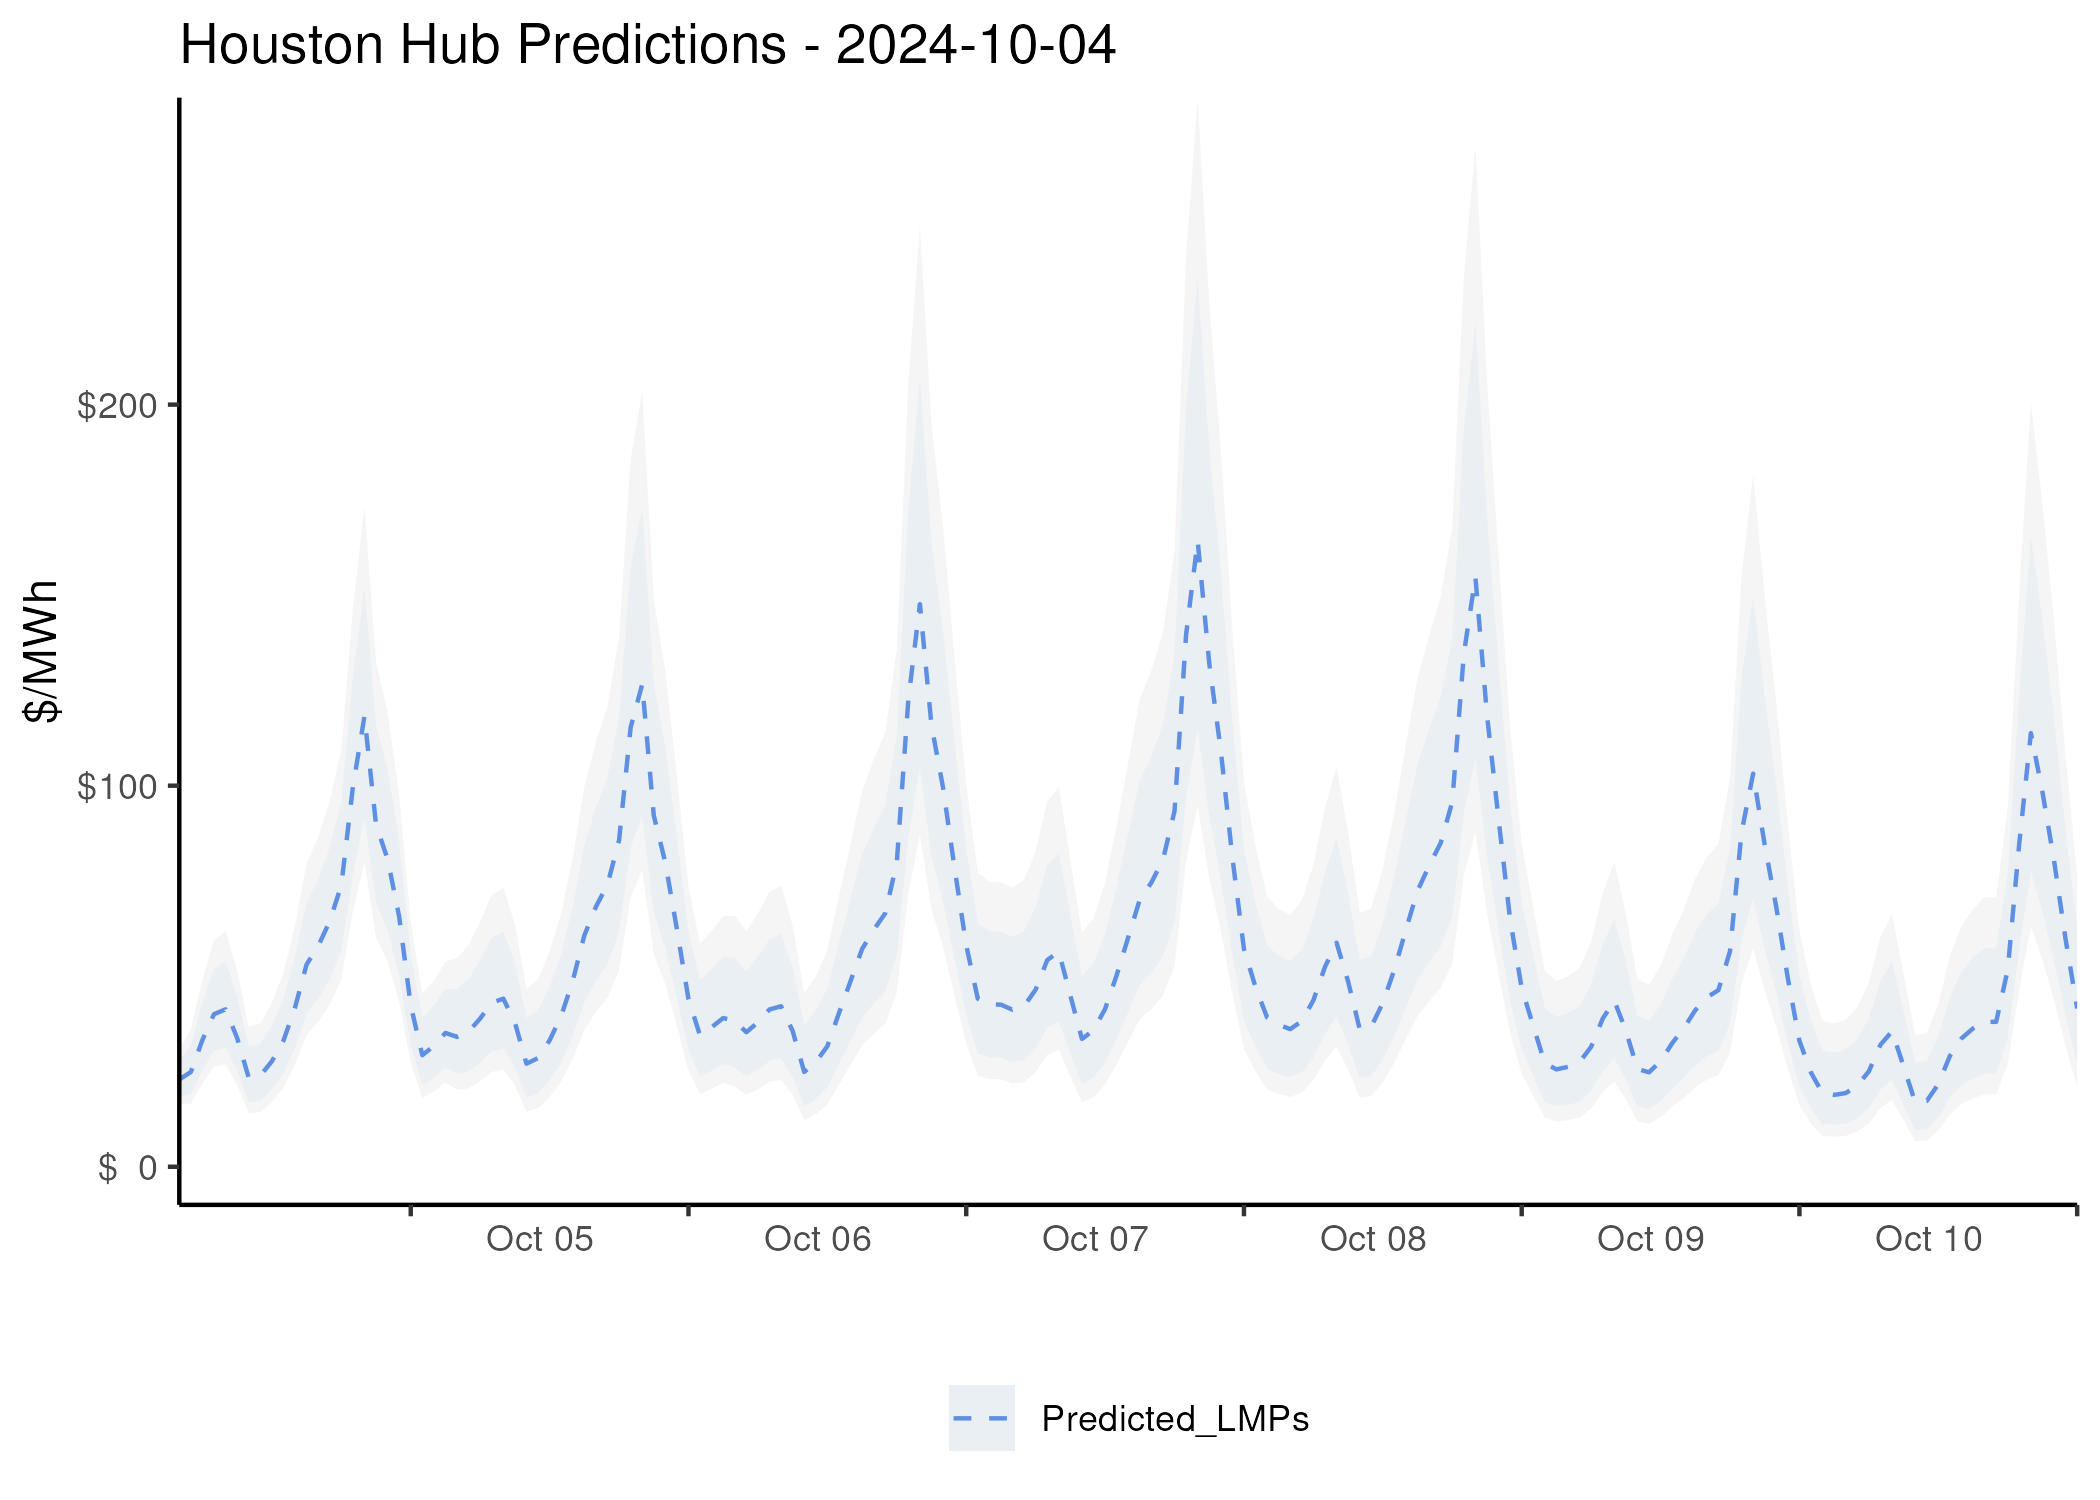 Houston Hub Predictions - 2024-10-04
$/MWh
$200
$100
$  0
Oct 05
Oct 06
Oct 07
Oct 08
Oct 09
Oct 10
Predicted_LMPs